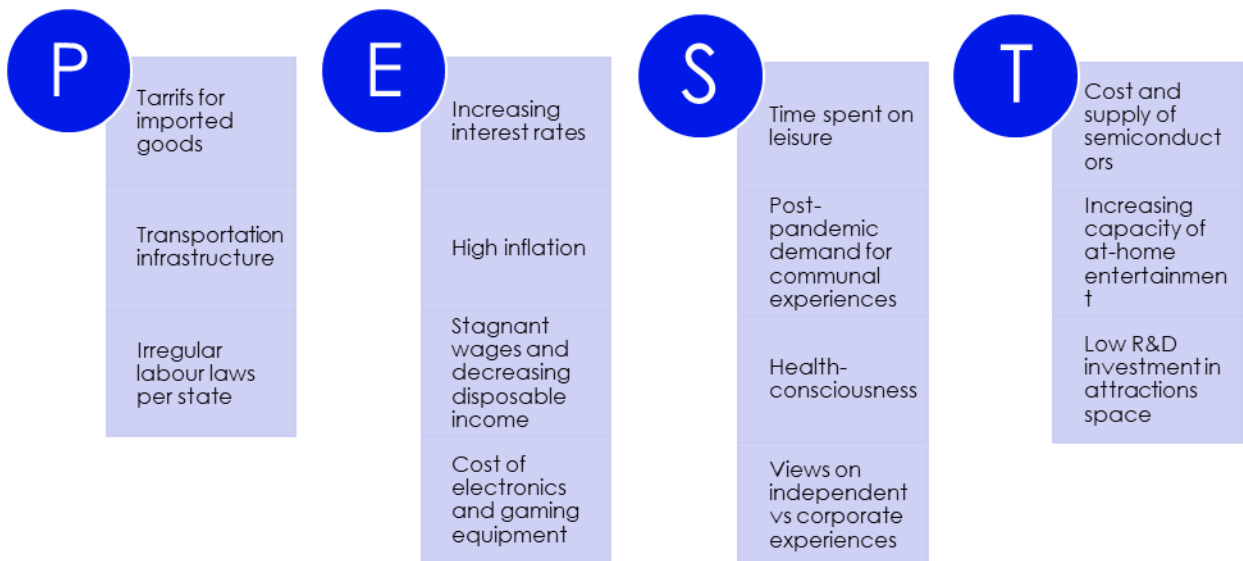 P
Tarrifs for
imported
goods
Transportation
infrastructure
Irregular
labour laws
per state
E
Increasing
interest rates
High inflation
Stagnant
wages and
decreasing
disposable
income
Cost of
electronics
and gaming
equipment
S
Time spent on
leisure
Post-
pandemic
demand for
communal
experiences
Health-
consciousness
Views on
independent
vs corporate
experiences
T
Cost and
supply of
semiconduct
ors
Increasing
capacity of
at-home
entertainmen
t
Low R&D
investment in
attractions
space